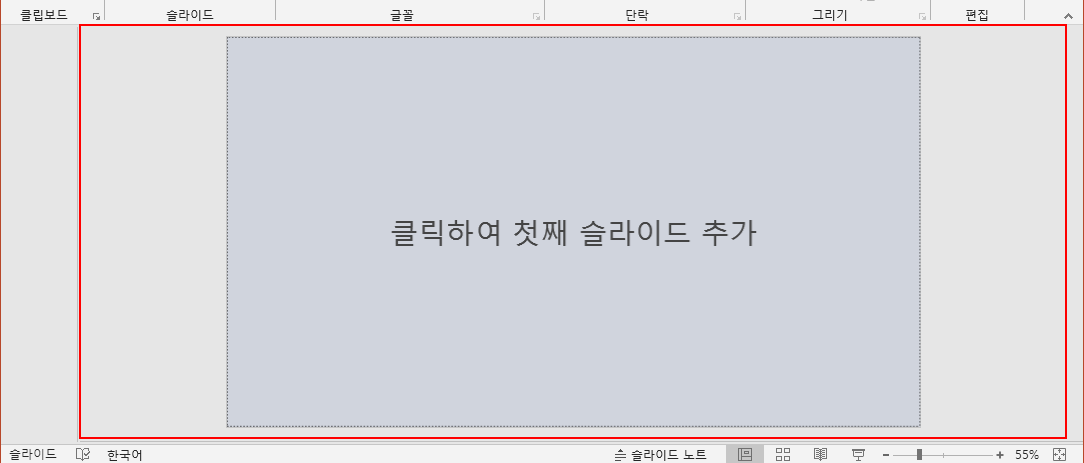 클립보드 슬라이드 글꼴 단락 그리기 편집
클릭하여 첫째 슬라이드 추가
슬라이드 한국어 슬라이드 노트 55%